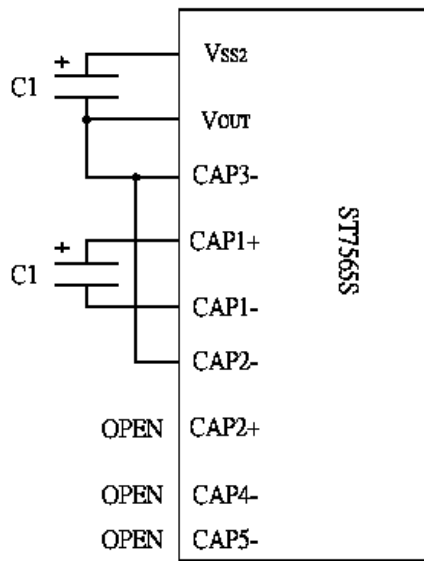 VSS2
+
C1
VOUT
CAP3-
CAP1+
+
C1
CAP1-
CAP2-
OPEN CAP2+
OPEN CAP4-
OPEN CAP5-
ST7565S